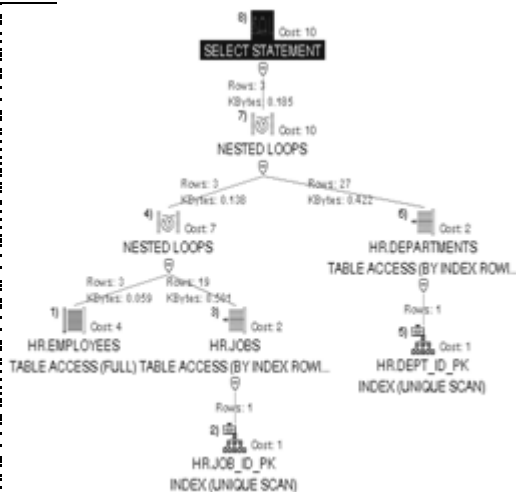 8)
Cost: 10
SELECT STATEMENT
Rows: 3
KBytes: 0.185
7)
Cost: 10
NESTED LOOPS
Rows: 3
KBytes: 0.138
Rows: 27
KBytes: 0.422
4)
Cost: 7
NESTED LOOPS
6)
Cost: 2
HR.DEPARTMENTS
TABLE ACCESS (BY INDEX ROWI...
Rows: 3
KBytes: 0.059
Rows: 19
KBytes:
Rows: 1
1)
Cost: 4
HR.EMPLOYEES
TABLE ACCESS (FULL)
3)
Cost: 2
HR.JOBS
TABLE ACCESS (BY INDEX ROWI...
5)
Cost: 1
HR.DEPT_ID_PK
INDEX (UNIQUE SCAN)
Rows: 1
2)
Cost: 1
HR.JOB_ID_PK
INDEX (UNIQUE SCAN)